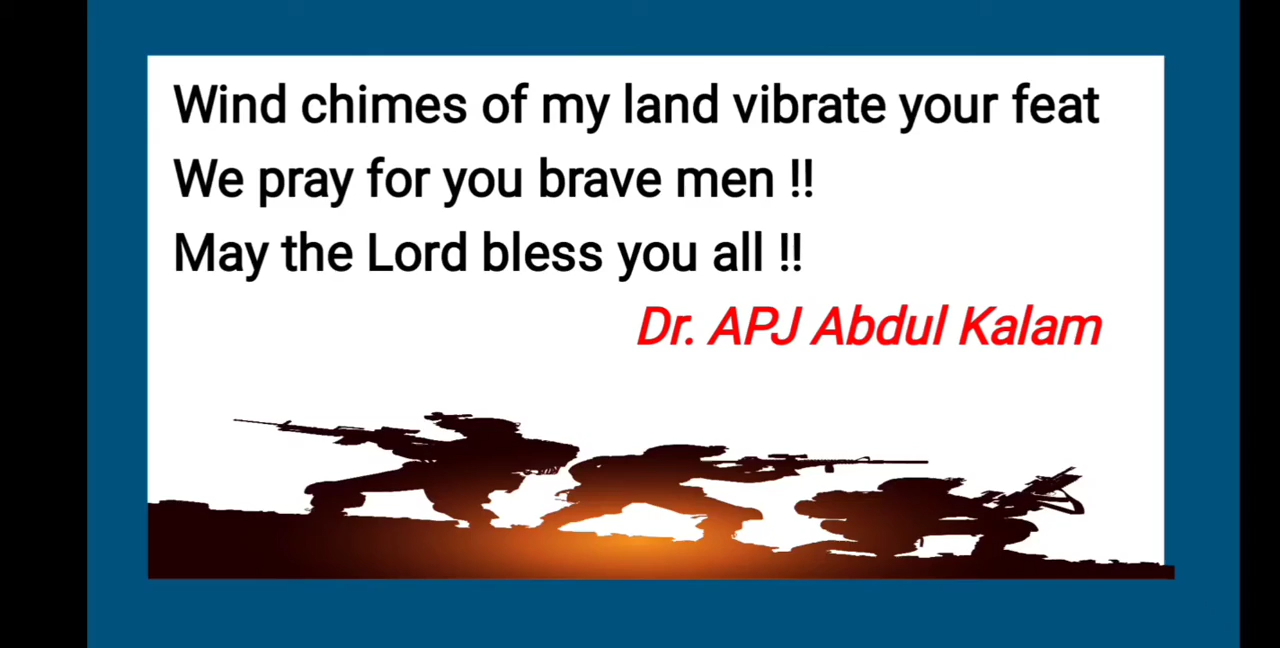 Wind chimes of my land vibrate your feat
We pray for you brave men !!
May the Lord bless you all !!
Dr. APJ Abdul Kalam